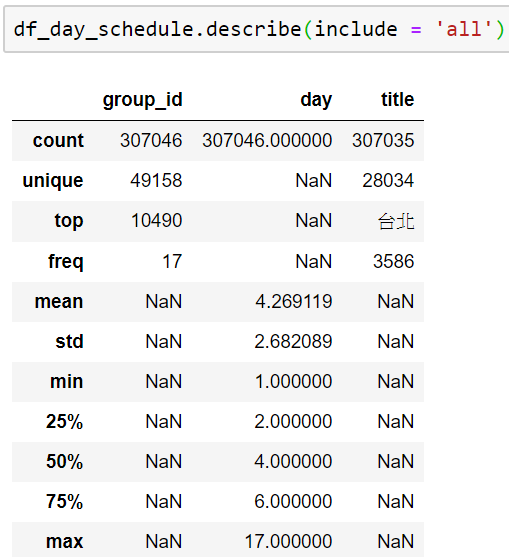 df_day_schedule.describe(include = 'all')
group_id day title
count 307046 307046.000000 307035
unique 49158 NaN 28034
top 10490 NaN 台北
freq 17 NaN 3586
mean NaN 4.269119 NaN
std NaN 2.682089 NaN
min NaN 1.000000 NaN
25% NaN 2.000000 NaN
50% NaN 4.000000 NaN
75% NaN 6.000000 NaN
max NaN 17.000000 NaN